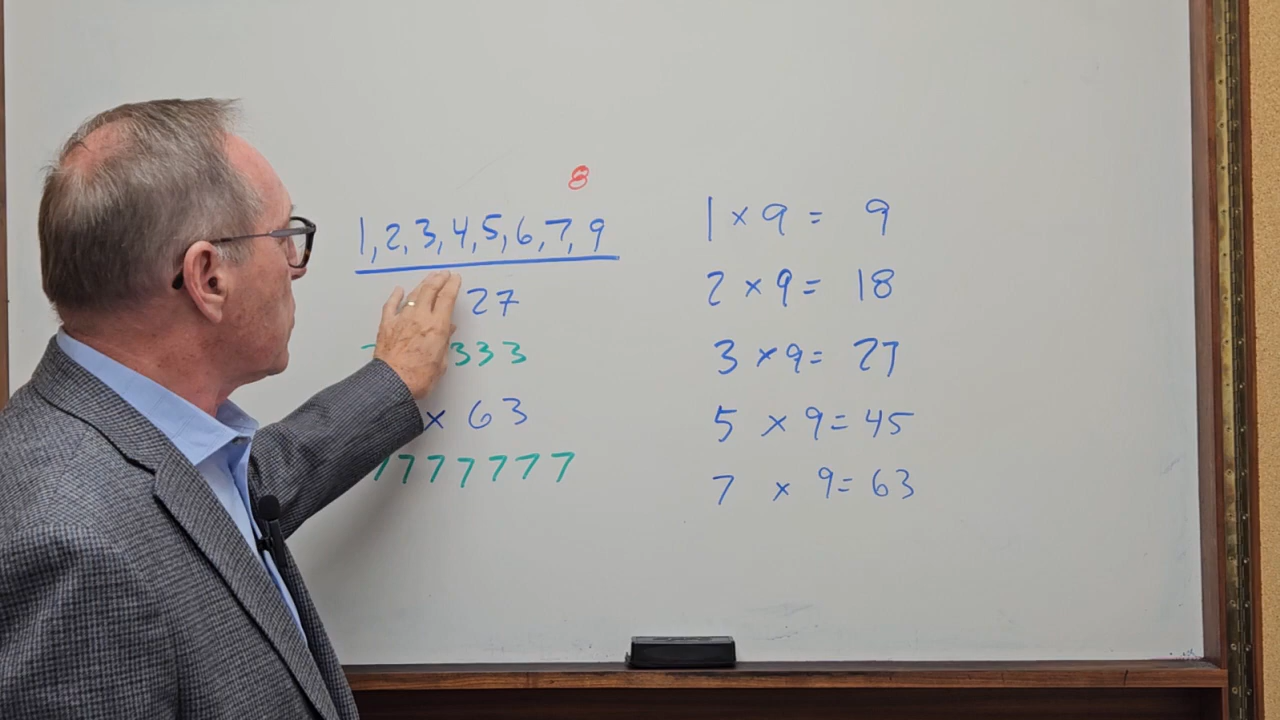 8
1,2,3,4,5,6,7,9
27
333
× 63
7777777
1 × 9 = 9
2 × 9 = 18
3 × 9 = 27
5 × 9 = 45
7 × 9 = 63